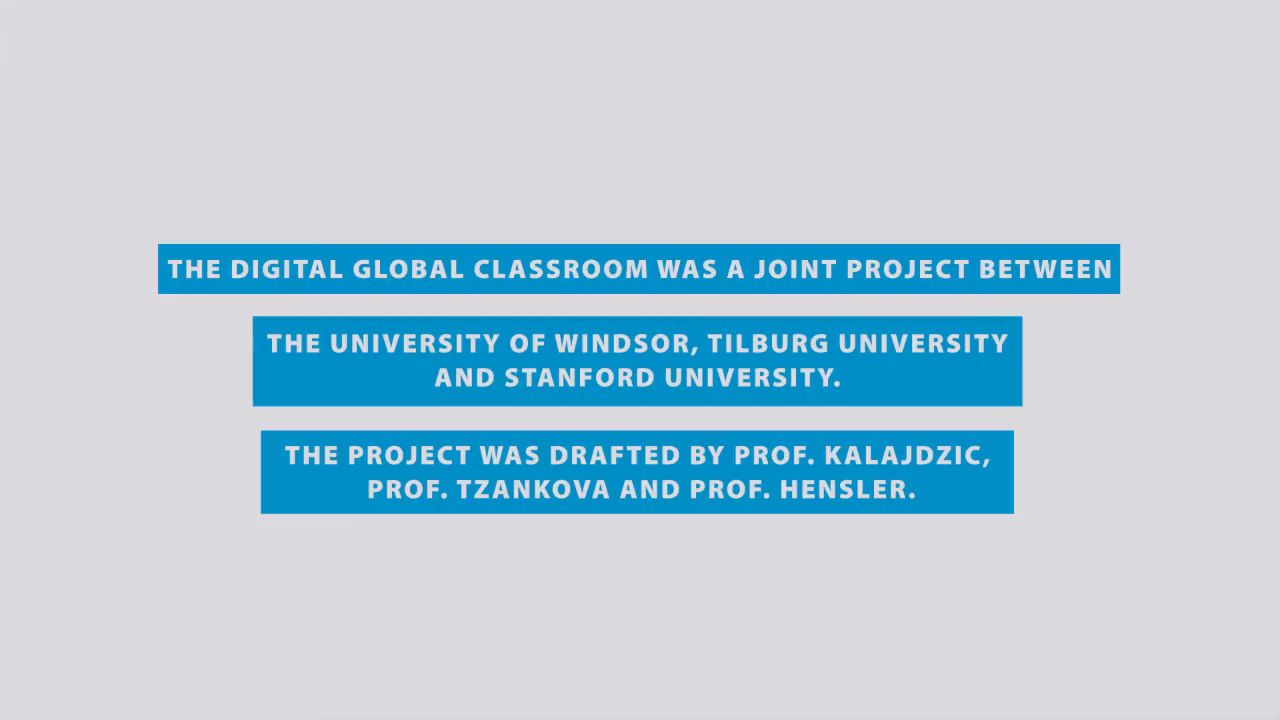 THE DIGITAL GLOBAL CLASSROOM WAS A JOINT PROJECT BETWEEN
THE UNIVERSITY OF WINDSOR, TILBURG UNIVERSITY
AND STANFORD UNIVERSITY.
THE PROJECT WAS DRAFTED BY PROF. KALAJDZIC,
PROF. TZANKOVA AND PROF. HENSLER.